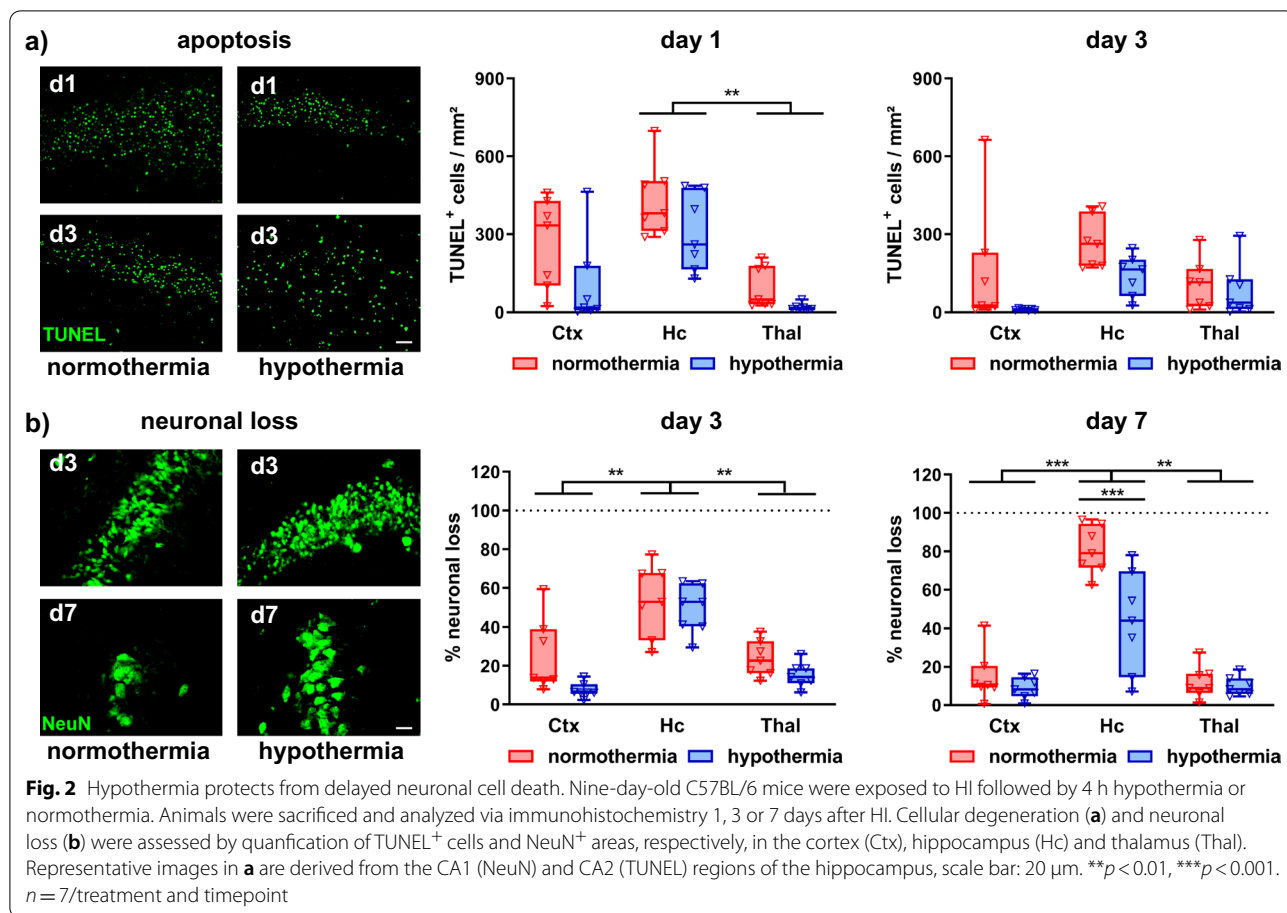 a) apoptosis
d1
d1
d3
d3
TUNEL
normothermia hypothermia
day 1
TUNEL⁺ cells / mm²
900
600
300
0
**
Ctx Hc Thal
normothermia hypothermia
day 3
TUNEL⁺ cells / mm²
900
600
300
0
Ctx Hc Thal
normothermia hypothermia
b) neuronal loss
d3
d3
d7
d7
NeuN
normothermia hypothermia
day 3
% neuronal loss
120
100
80
60
40
20
0
** **
Ctx Hc Thal
normothermia hypothermia
day 7
% neuronal loss
120
100
80
60
40
20
0
*** **
***
Ctx Hc Thal
normothermia hypothermia
Fig. 2 Hypothermia protects from delayed neuronal cell death. Nine-day-old C57BL/6 mice were exposed to HI followed by 4 h hypothermia or
normothermia. Animals were sacrificed and analyzed via immunohistochemistry 1, 3 or 7 days after HI. Cellular degeneration (a) and neuronal
loss (b) were assessed by quanfication of TUNEL⁺ cells and NeuN⁺ areas, respectively, in the cortex (Ctx), hippocampus (Hc) and thalamus (Thal).
Representative images in a are derived from the CA1 (NeuN) and CA2 (TUNEL) regions of the hippocampus, scale bar: 20 μm. **p < 0.01, ***p < 0.001.
n = 7/treatment and timepoint